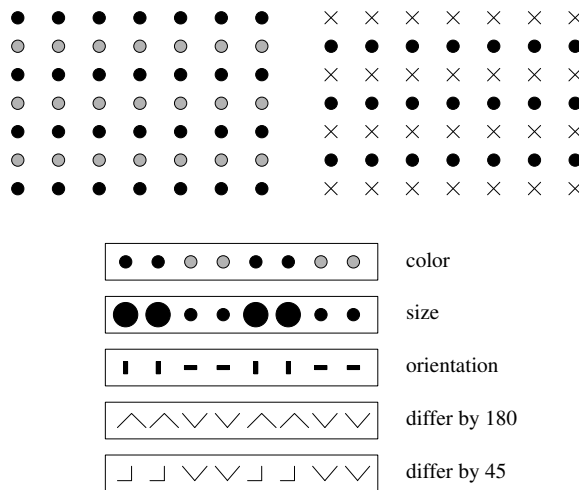 color
size
orientation
differ by 180
differ by 45